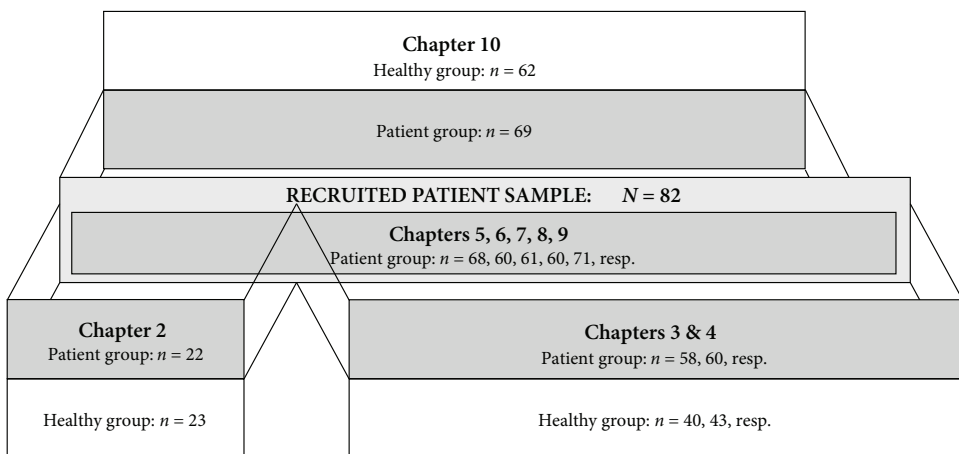 Chapter 10
Healthy group: n = 62
Patient group: n = 69
RECRUITED PATIENT SAMPLE: N = 82
Chapters 5, 6, 7, 8, 9
Patient group: n = 68, 60, 61, 60, 71, resp.
Chapter 2
Patient group: n = 22
Healthy group: n = 23
Chapters 3 & 4
Patient group: n = 58, 60, resp.
Healthy group: n = 40, 43, resp.